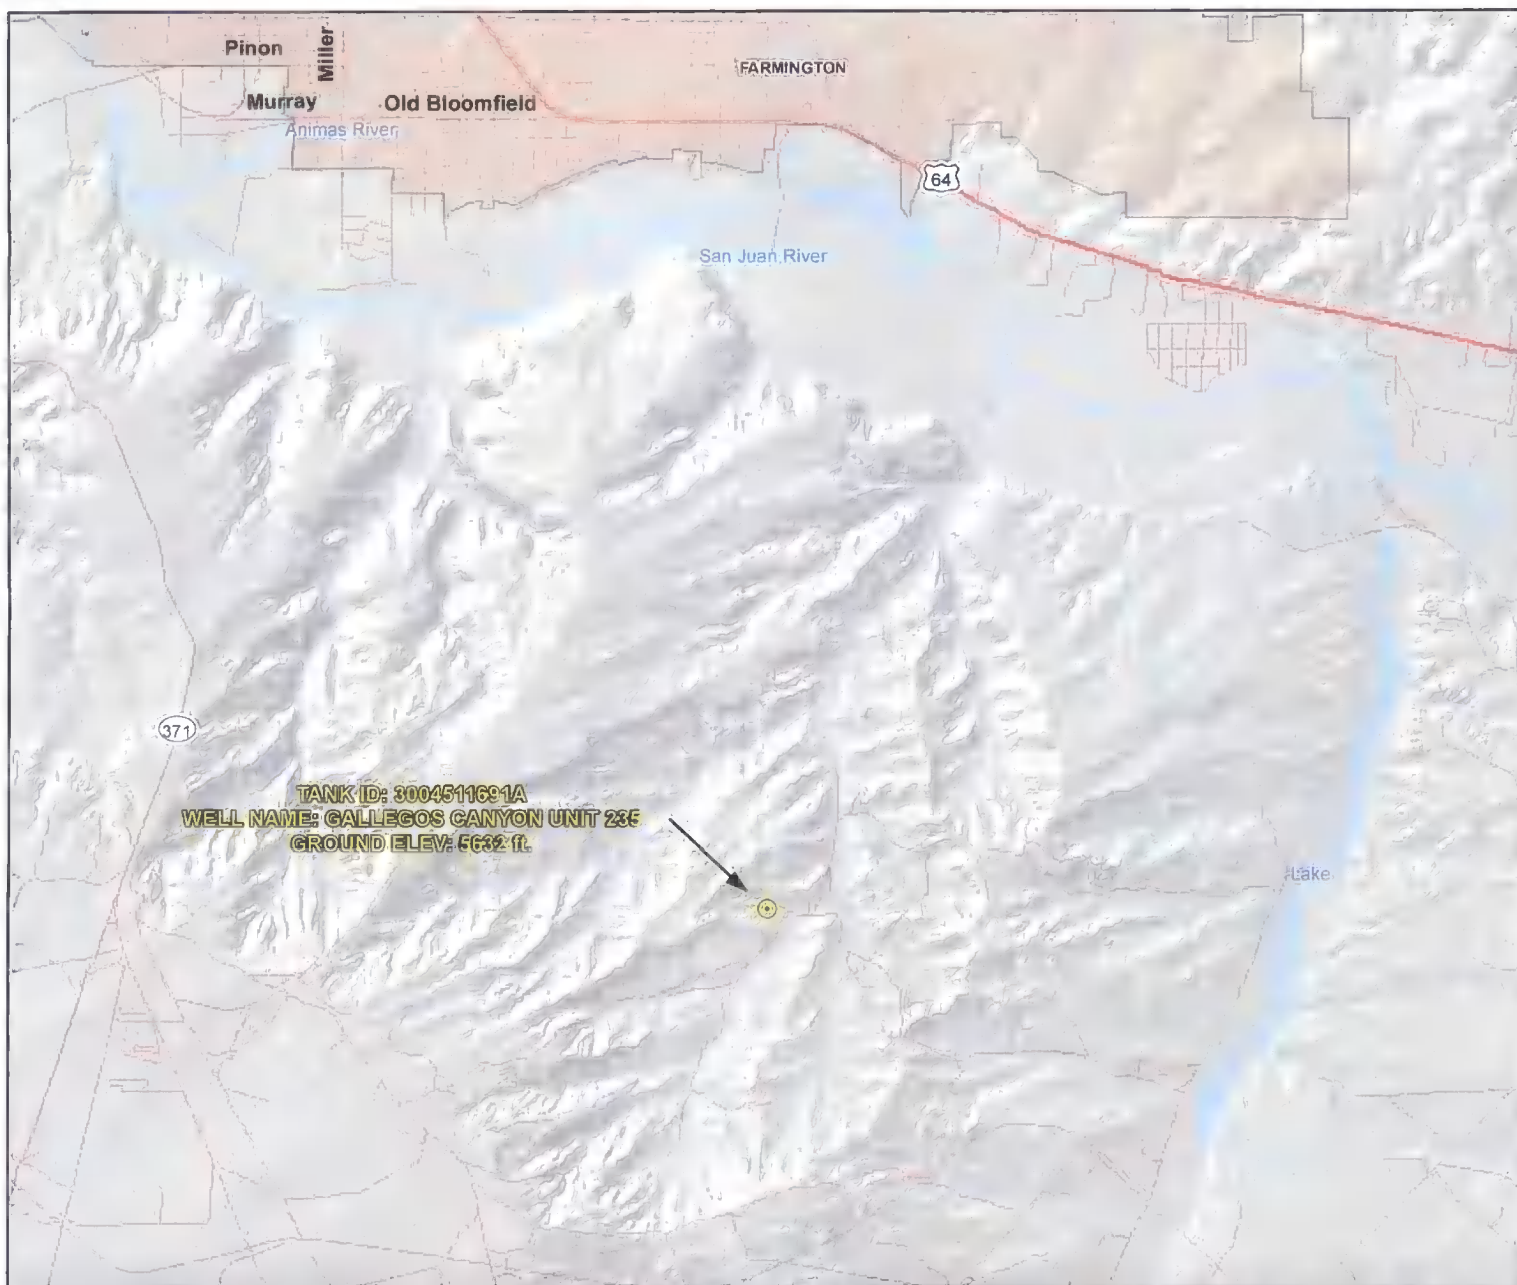 Pinon
Miller
FARMINGTON
Murray
Old Bloomfield
Animas River
64
San Juan River
371
TANK ID: 3004511691A
WELL NAME: GALLEGOS CANYON UNIT 235
GROUND ELEV: 5632 ft.
Lake